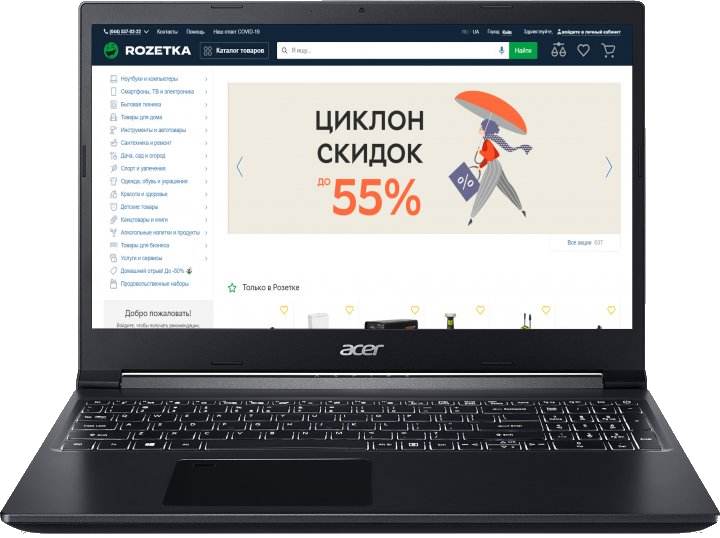 (044) 537-02-22 Контакты Помощь Наш ответ COVID-19 RU UA Город Київ Здравствуйте, войдите в личный кабинет
ROZETKA Каталог товаров Я ищу... Найти
Ноутбуки и компьютеры
Смартфоны, ТВ и электроника
Бытовая техника
Товары для дома
Инструменты и автотовары
Сантехника и ремонт
Дача, сад и огород
Спорт и увлечения
Одежда, обувь и украшения
Красота и здоровье
Детские товары
Канцтовары и книги
Алкогольные напитки и продукты
Товары для бизнеса
Услуги и сервисы
Домашний отрыв! До -50%
Продовольственные наборы
ЦИКЛОН
СКИДОК
до 55%
%
Все акции 637
Только в Розетке
Добро пожаловать!
Войдите, чтобы получать рекомендации,
acer